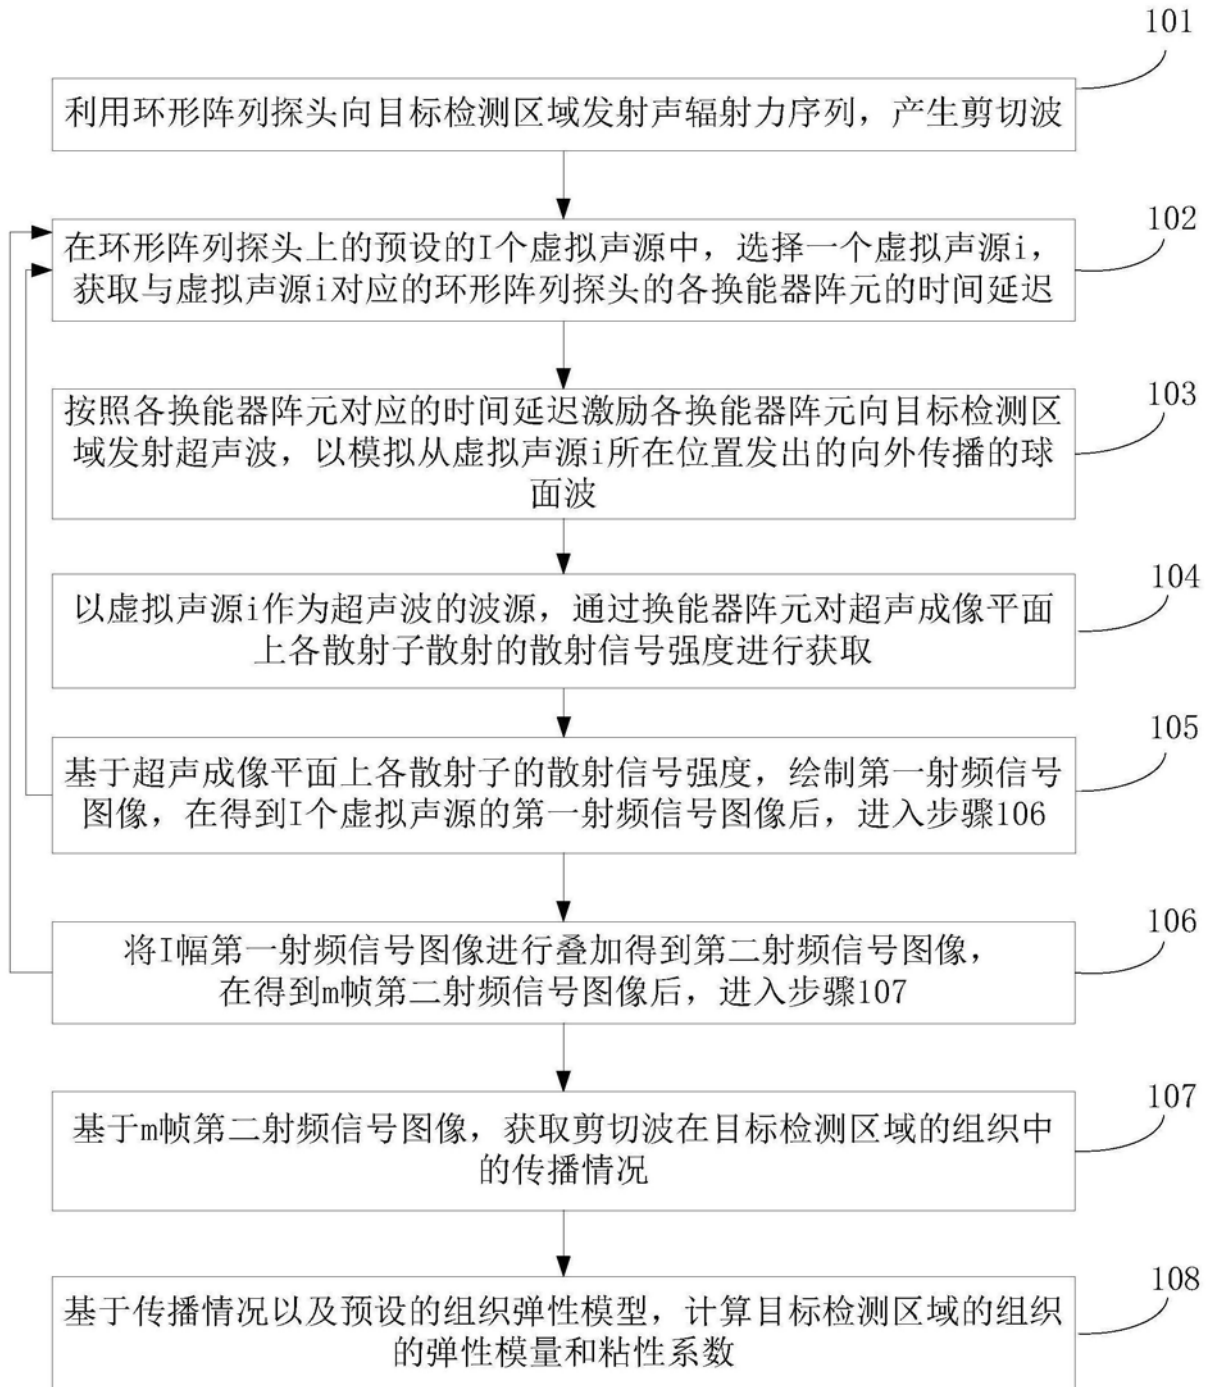 101
利用环形阵列探头向目标检测区域发射声辐射力序列，产生剪切波
102
在环形阵列探头上的预设的I个虚拟声源中，选择一个虚拟声源i，
获取与虚拟声源i对应的环形阵列探头的各换能器阵元的时间延迟
103
按照各换能器阵元对应的时间延迟激励各换能器阵元向目标检测区
域发射超声波，以模拟从虚拟声源i所在位置发出的向外传播的球
面波
104
以虚拟声源i作为超声波的波源，通过换能器阵元对超声成像平面
上各散射子散射的散射信号强度进行获取
105
基于超声成像平面上各散射子的散射信号强度，绘制第一射频信号
图像，在得到I个虚拟声源的第一射频信号图像后，进入步骤106
106
将I幅第一射频信号图像进行叠加得到第二射频信号图像，
在得到m帧第二射频信号图像后，进入步骤107
107
基于m帧第二射频信号图像，获取剪切波在目标检测区域的组织中
的传播情况
108
基于传播情况以及预设的组织弹性模型，计算目标检测区域的组织
的弹性模量和粘性系数